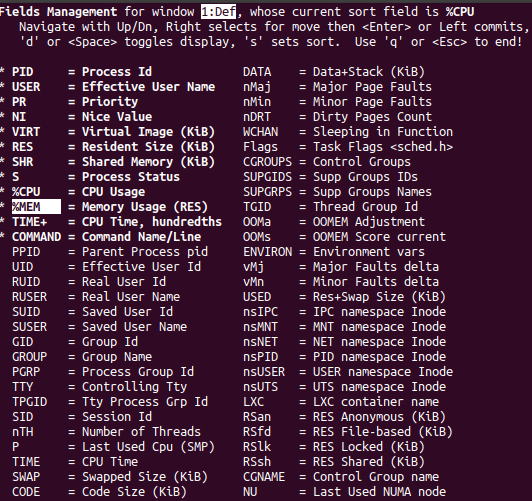 Fields Management for window 1:Def, whose current sort field is %CPU
Navigate with Up/Dn, Right selects for move then <Enter> or Left commits,
'd' or <Space> toggles display, 's' sets sort. Use 'q' or <Esc> to end!
* PID = Process Id DATA = Data+Stack (KiB)
* USER = Effective User Name nMaj = Major Page Faults
* PR = Priority nMin = Minor Page Faults
* NI = Nice Value nDRT = Dirty Pages Count
* VIRT = Virtual Image (KiB) WCHAN = Sleeping in Function
* RES = Resident Size (KiB) Flags = Task Flags <sched.h>
* SHR = Shared Memory (KiB) CGROUPS = Control Groups
* S = Process Status SUPGIDS = Supp Groups IDs
* %CPU = CPU Usage SUPGRPS = Supp Groups Names
* %MEM = Memory Usage (RES) TGID = Thread Group Id
* TIME+ = CPU Time, hundredths OOMa = OOMEM Adjustment
* COMMAND = Command Name/Line OOMs = OOMEM Score current
PPID = Parent Process pid ENVIRON = Environment vars
UID = Effective User Id vMj = Major Faults delta
RUID = Real User Id vMn = Minor Faults delta
RUSER = Real User Name USED = Res+Swap Size (KiB)
SUID = Saved User Id nsIPC = IPC namespace Inode
SUSER = Saved User Name nsMNT = MNT namespace Inode
GID = Group Id nsNET = NET namespace Inode
GROUP = Group Name nsPID = PID namespace Inode
PGRP = Process Group Id nsUSER = USER namespace Inode
TTY = Controlling Tty nsUTS = UTS namespace Inode
TPGID = Tty Process Grp Id LXC = LXC container name
SID = Session Id RSan = RES Anonymous (KiB)
nTH = Number of Threads RSfd = RES File-based (KiB)
P = Last Used Cpu (SMP) RSlk = RES Locked (KiB)
TIME = CPU Time RSsh = RES Shared (KiB)
SWAP = Swapped Size (KiB) CGNAME = Control Group name
CODE = Code Size (KiB) NU = Last Used NUMA node